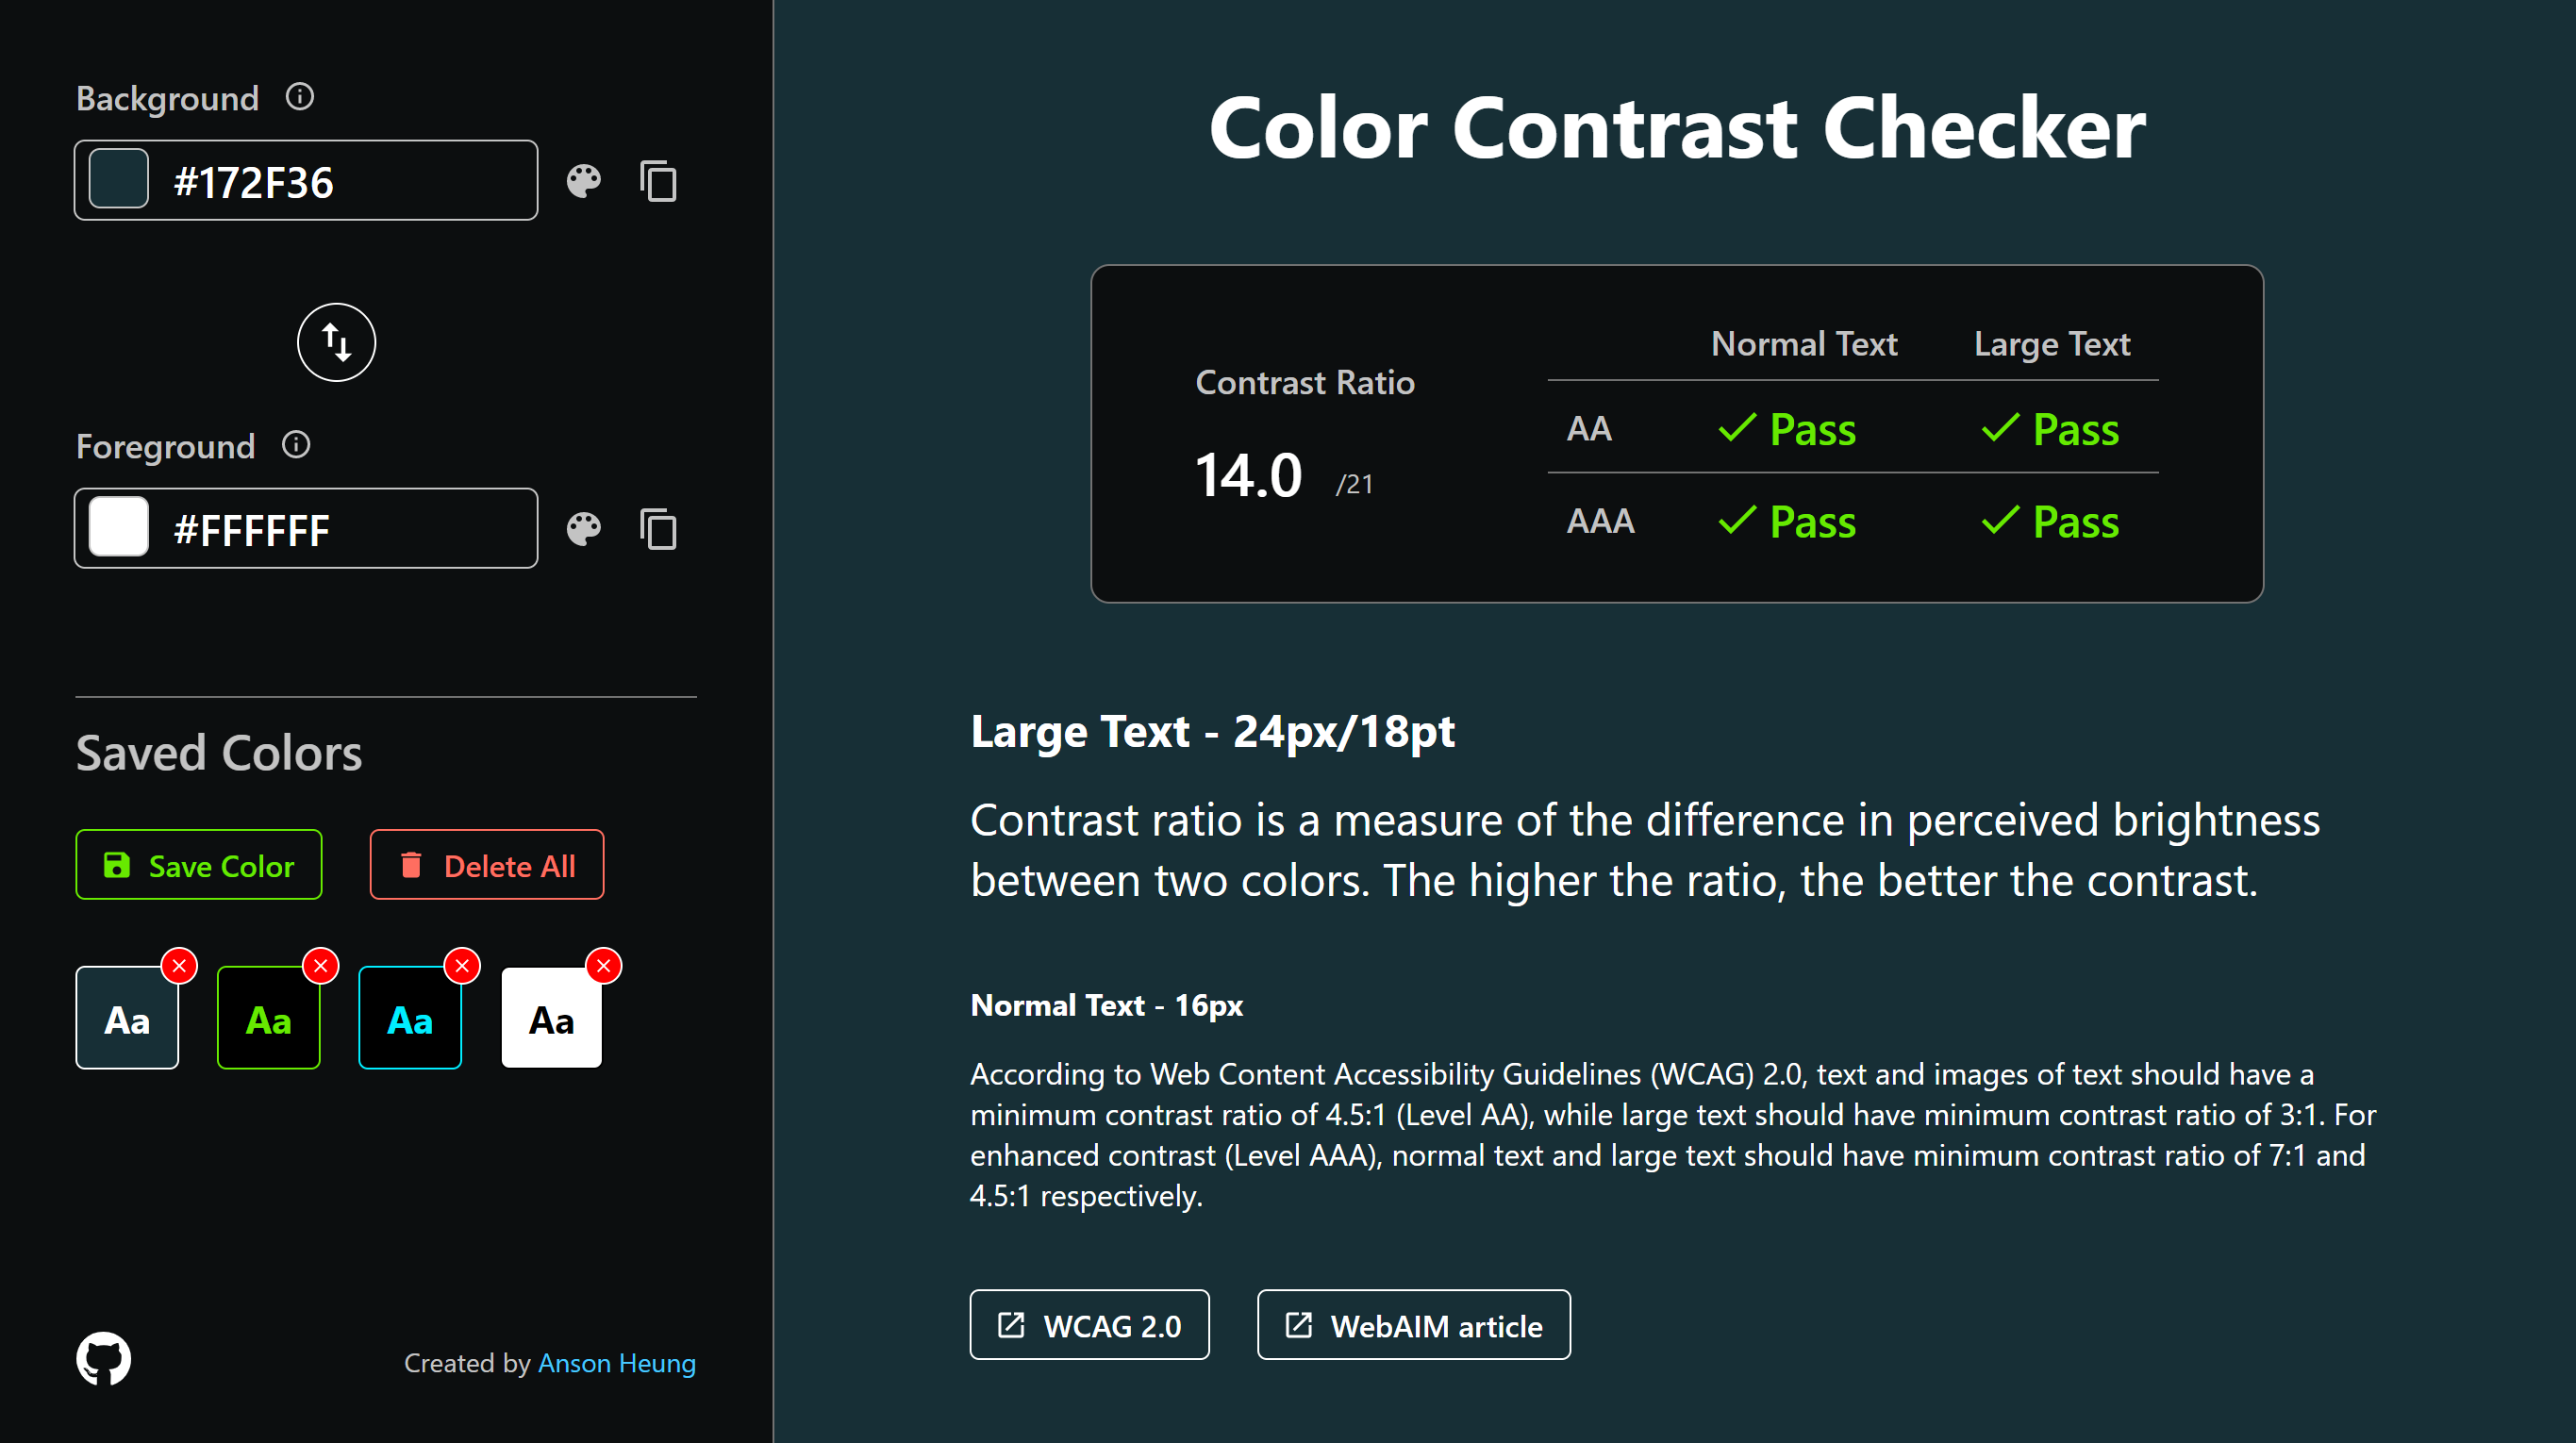 Background
#172F36
Foreground
#FFFFFF
Saved Colors
Save Color
Delete All
Aa
Aa
Aa
Aa
Created by Anson Heung
Color Contrast Checker
Contrast Ratio
14.0 /21
Normal Text Large Text
AA Pass Pass
AAA Pass Pass
Large Text - 24px/18pt
Contrast ratio is a measure of the difference in perceived brightness
between two colors. The higher the ratio, the better the contrast.
Normal Text - 16px
According to Web Content Accessibility Guidelines (WCAG) 2.0, text and images of text should have a
minimum contrast ratio of 4.5:1 (Level AA), while large text should have minimum contrast ratio of 3:1. For
enhanced contrast (Level AAA), normal text and large text should have minimum contrast ratio of 7:1 and
4.5:1 respectively.
WCAG 2.0
WebAIM article